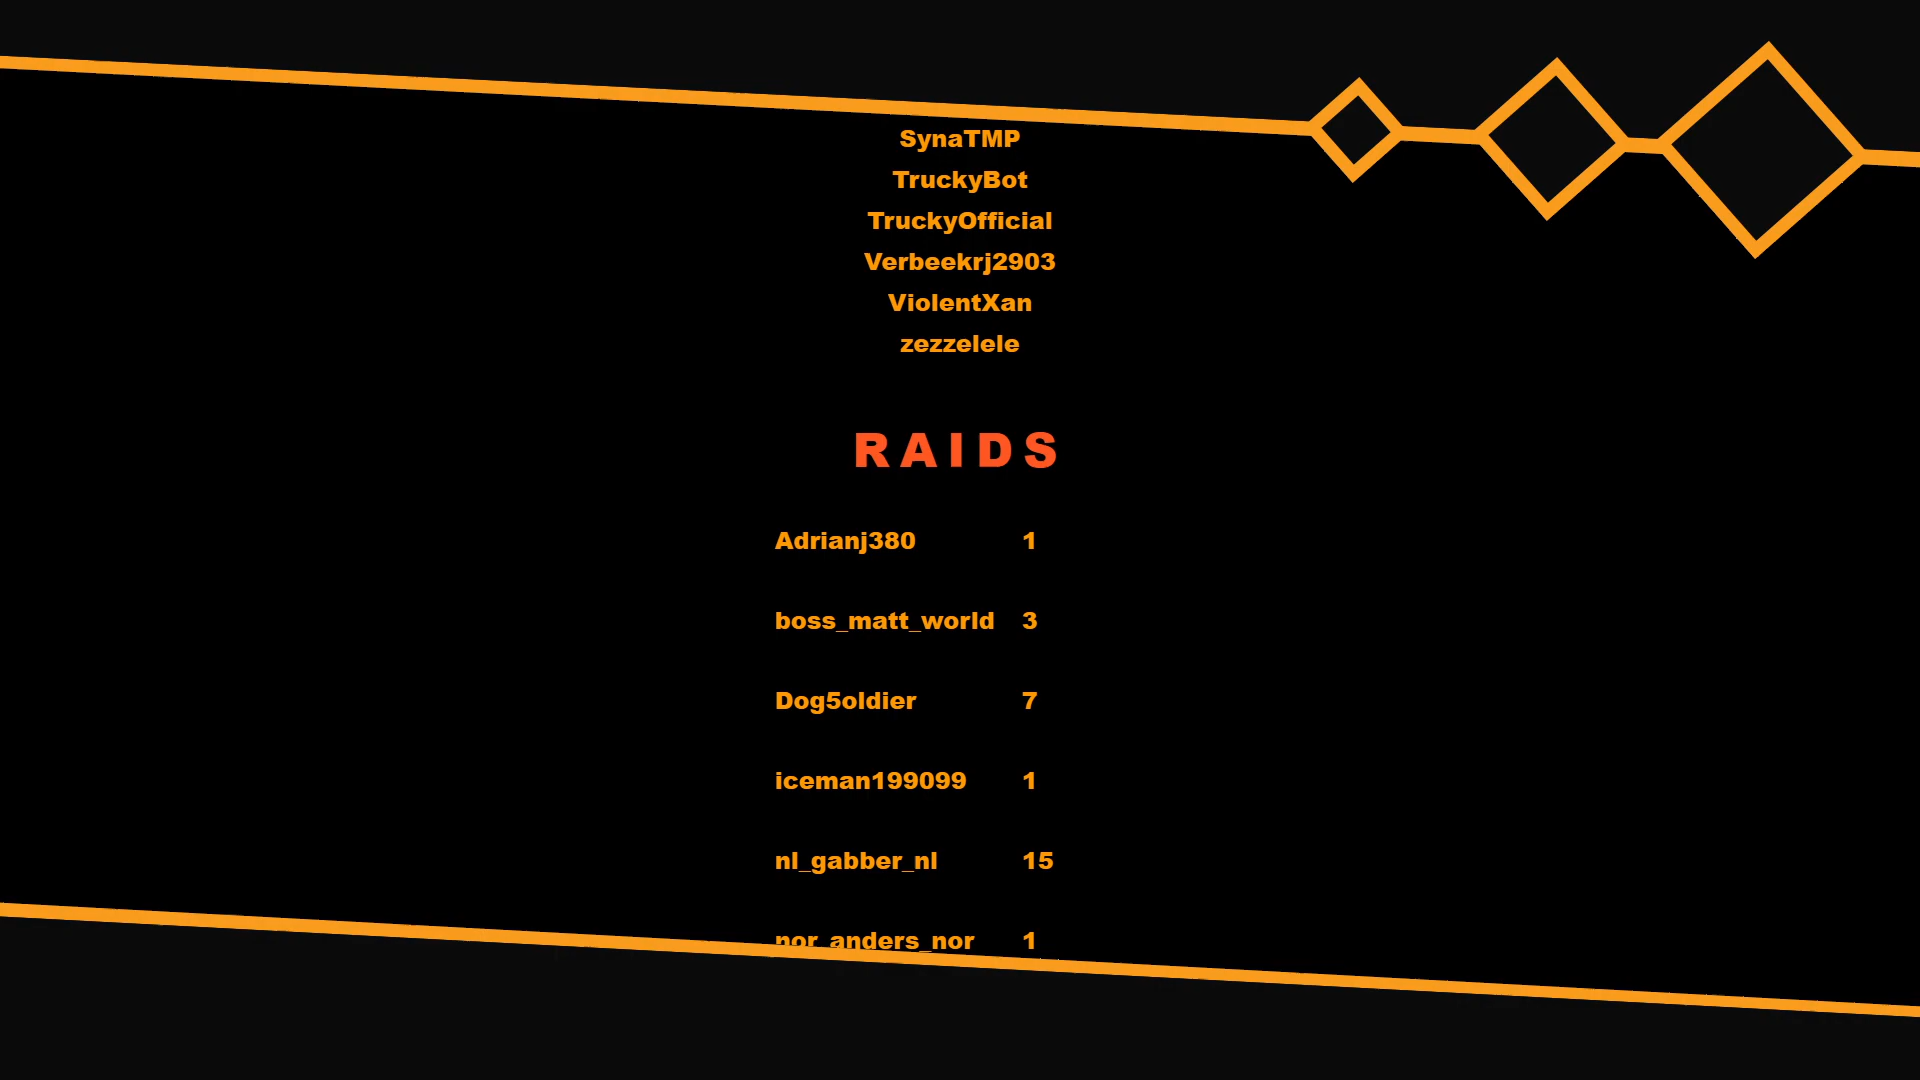 SynaTMP
TruckyBot
TruckyOfficial
Verbeekrj2903
ViolentXan
zezzelele
RAIDS
Adrianj380 1
boss_matt_world 3
Dog5oldier 7
iceman199099 1
nl_gabber_nl 15
nor_anders_nor 1